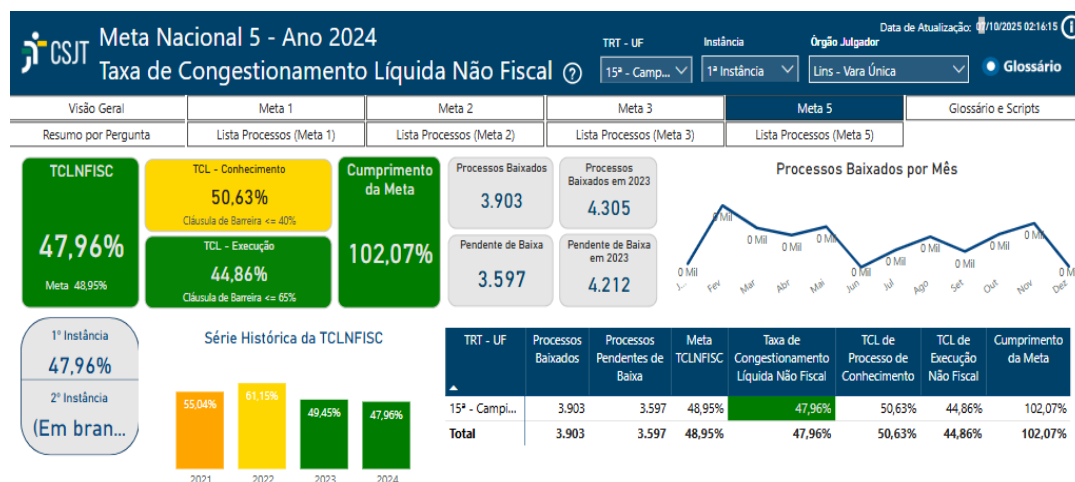 CSJT
Meta Nacional 5 - Ano 2024
Taxa de Congestionamento Líquida Não Fiscal ?
Data de Atualização: /10/2025 02:16:15
TRT - UF
Instância
Órgão Julgador
15ª - Camp...
1ª Instância
Lins - Vara Única
Glossário
Visão Geral
Meta 1
Meta 2
Meta 3
Meta 5
Glossário e Scripts
Resumo por Pergunta
Lista Processos (Meta 1)
Lista Processos (Meta 2)
Lista Processos (Meta 3)
Lista Processos (Meta 5)
TCLNFISC
47,96%
Meta 48,95%
TCL - Conhecimento
50,63%
Cláusula de Barreira <= 40%
TCL - Execução
44,86%
Cláusula de Barreira <= 65%
Cumprimento
da Meta
102,07%
Processos Baixados
3.903
Processos
Baixados em 2023
4.305
Pendente de Baixa
3.597
Pendente de Baixa
em 2023
4.212
Processos Baixados por Mês
0 Mil
0 Mil
0 Mil
0 Mil
0 Mil
0 Mil
0 Mil
0 Mil
0 Mil
0 Mil
0 Mil
0 M
J... Fev Mar Abr Mai Jun Jul Ago Set Out Nov Dez
1º Instância
47,96%
2º Instância
(Em bran...
Série Histórica da TCLNFISC
55,04% 61,15% 49,45% 47,96%
2021 2022 2023 2024
TRT - UF
Processos
Baixados
Processos
Pendentes de
Baixa
Meta
TCLNFISC
Taxa de
Congestionamento
Líquida Não Fiscal
TCL de
Processo de
Conhecimento
TCL de
Execução
Não Fiscal
Cumprimento
da Meta
15ª - Campi... 3.903 3.597 48,95% 47,96% 50,63% 44,86% 102,07%
Total 3.903 3.597 48,95% 47,96% 50,63% 44,86% 102,07%